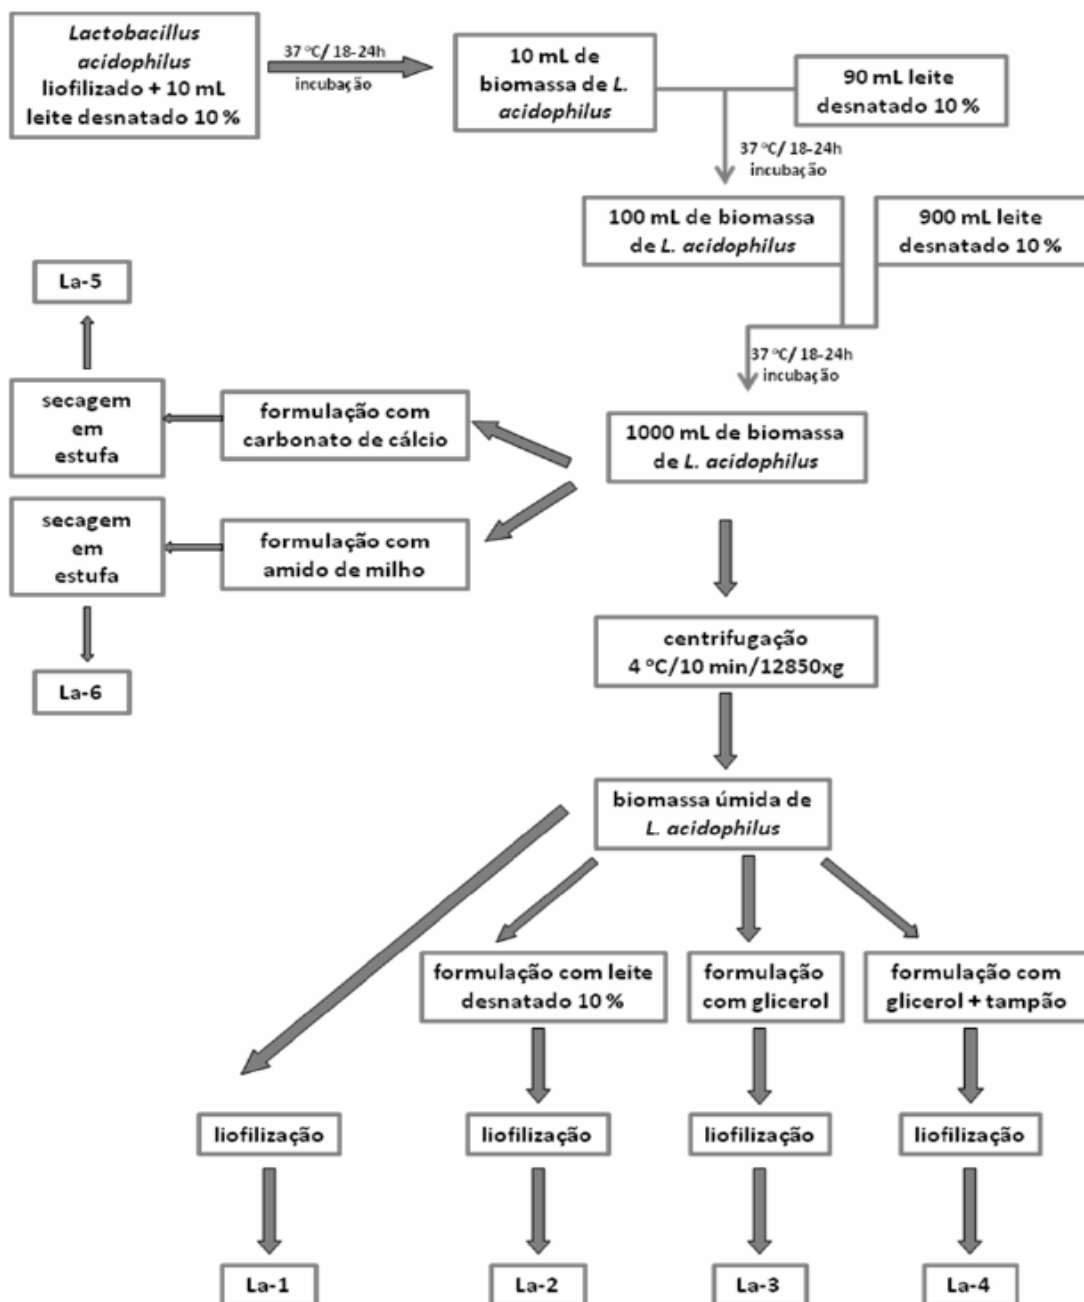 Lactobacillus
acidophilus
liofilizado + 10 mL
leite desnatado 10 %
37 °C/ 18-24h
incubação
10 mL de
biomassa de L.
acidophilus
90 mL leite
desnatado 10 %
37 °C/ 18-24h
incubação
100 mL de biomassa
de L. acidophilus
900 mL leite
desnatado 10 %
37 °C/ 18-24h
incubação
La-5
secagem
em
estufa
formulação com
carbonato de cálcio
1000 mL de biomassa
de L. acidophilus
secagem
em
estufa
formulação com
amido de milho
La-6
centrifugação
4 °C/10 min/12850xg
biomassa úmida de
L. acidophilus
formulação com leite
desnatado 10 %
formulação
com glicerol
formulação com
glicerol + tampão
liofilização
liofilização
liofilização
liofilização
La-1
La-2
La-3
La-4